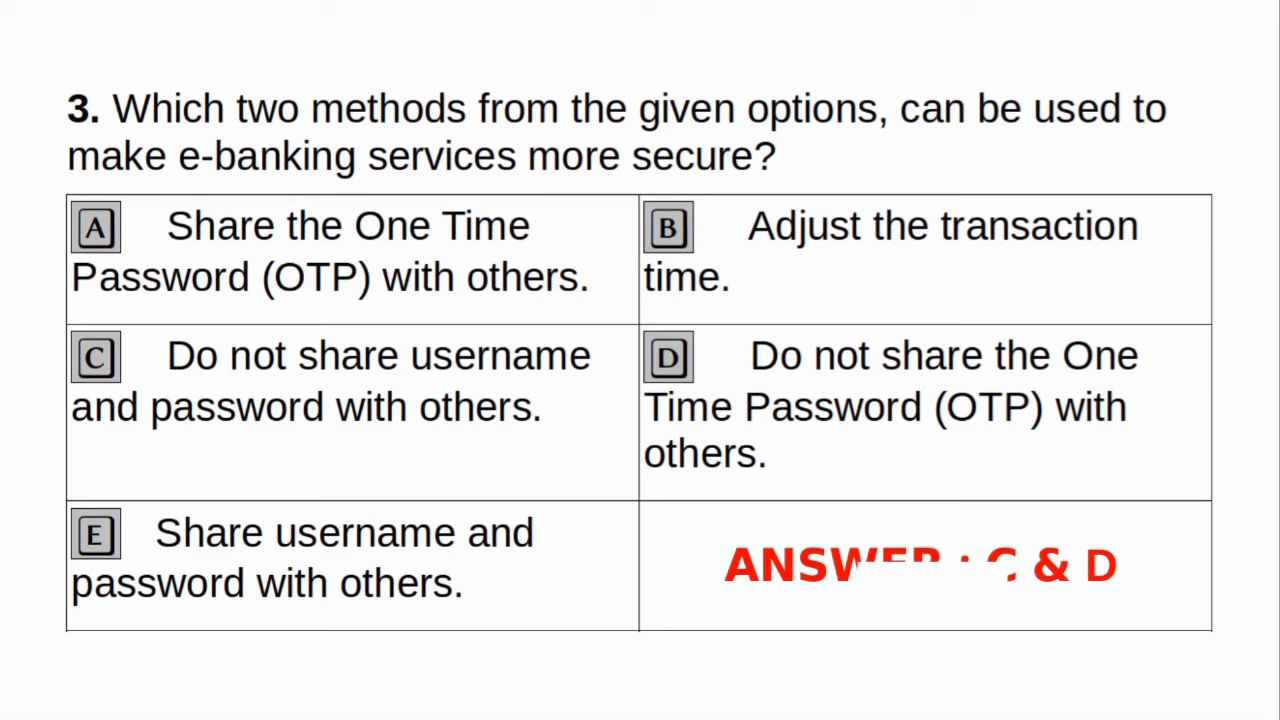 3. Which two methods from the given options, can be used to
make e-banking services more secure?
A Share the One Time
Password (OTP) with others.
B Adjust the transaction
time.
C Do not share username
and password with others.
D Do not share the One
Time Password (OTP) with
others.
E Share username and
password with others.
ANSWER : C & D